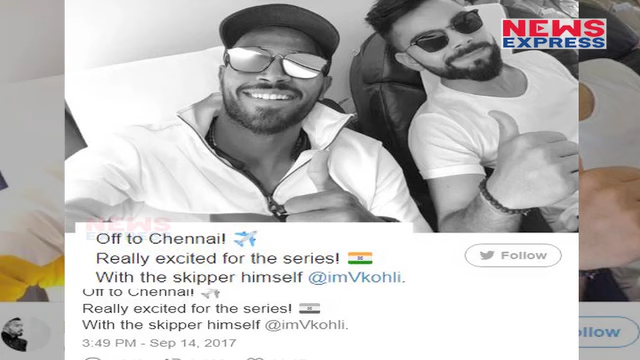 NEWS
EXPRESS
NEWS
Off to Chennai! ✈️
Really excited for the series! 🇮🇳
With the skipper himself @imVkohli.
Follow
Off to Chennai! ✈️
Really excited for the series! 🇮🇳
With the skipper himself @imVkohli.
3:49 PM - Sep 14, 2017
ollow